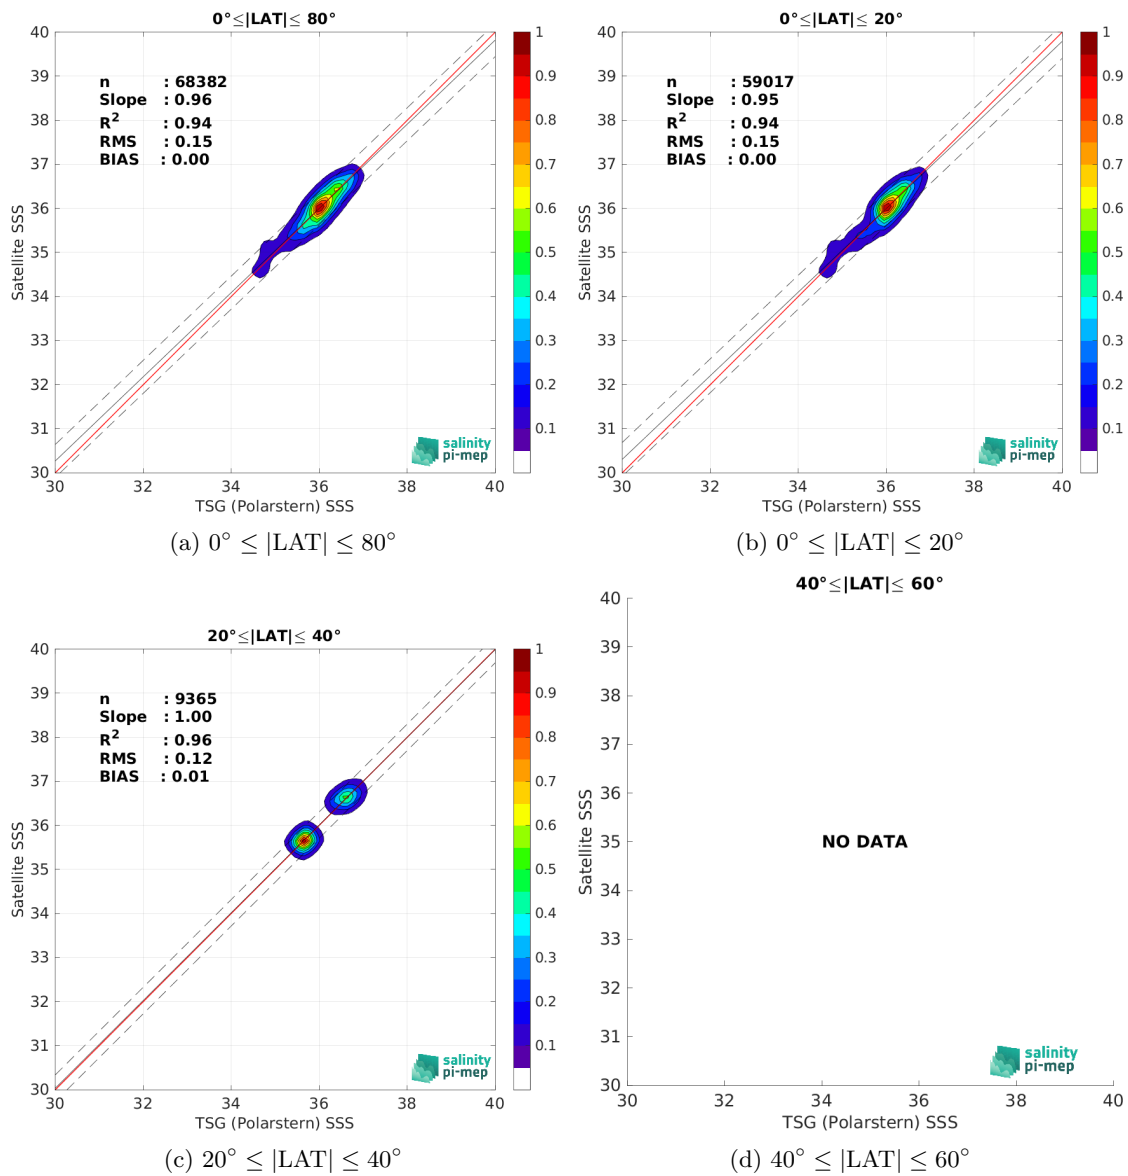 0°≤|LAT|≤ 80°
40
39
38
37
36
35
34
33
32
31
30
30
32
34
36
38
40
Satellite SSS
TSG (Polarstern) SSS
n : 68382
Slope : 0.96
R² : 0.94
RMS : 0.15
BIAS : 0.00
1
0.9
0.8
0.7
0.6
0.5
0.4
0.3
0.2
0.1
salinity
pi-mep
(a) 0° ≤ |LAT| ≤ 80°
0°≤|LAT|≤ 20°
40
39
38
37
36
35
34
33
32
31
30
30
32
34
36
38
40
Satellite SSS
TSG (Polarstern) SSS
n : 59017
Slope : 0.95
R² : 0.94
RMS : 0.15
BIAS : 0.00
1
0.9
0.8
0.7
0.6
0.5
0.4
0.3
0.2
0.1
salinity
pi-mep
(b) 0° ≤ |LAT| ≤ 20°
20°≤|LAT|≤ 40°
40
39
38
37
36
35
34
33
32
31
30
30
32
34
36
38
40
Satellite SSS
TSG (Polarstern) SSS
n : 9365
Slope : 1.00
R² : 0.96
RMS : 0.12
BIAS : 0.01
1
0.9
0.8
0.7
0.6
0.5
0.4
0.3
0.2
0.1
salinity
pi-mep
(c) 20° ≤ |LAT| ≤ 40°
40°≤|LAT|≤ 60°
40
39
38
37
36
35
34
33
32
31
30
30
32
34
36
38
40
Satellite SSS
TSG (Polarstern) SSS
NO DATA
salinity
pi-mep
(d) 40° ≤ |LAT| ≤ 60°